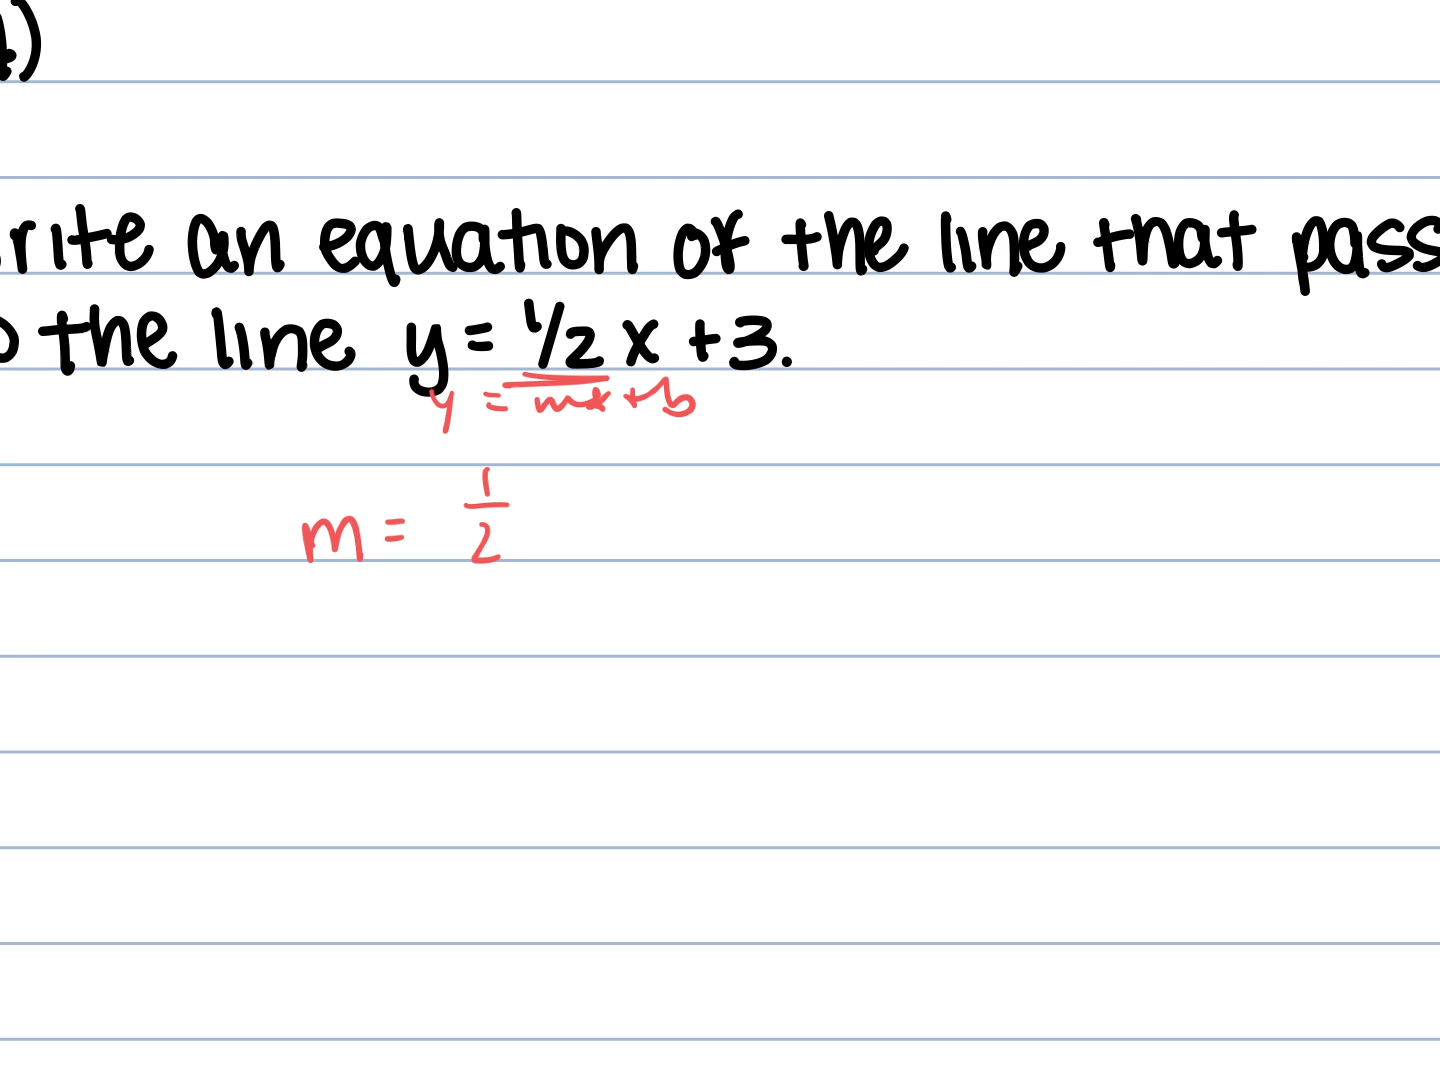 )
rite an equation of the line that pass
o the line y = 1/2 x + 3.
y = mx + b
m = 1/2